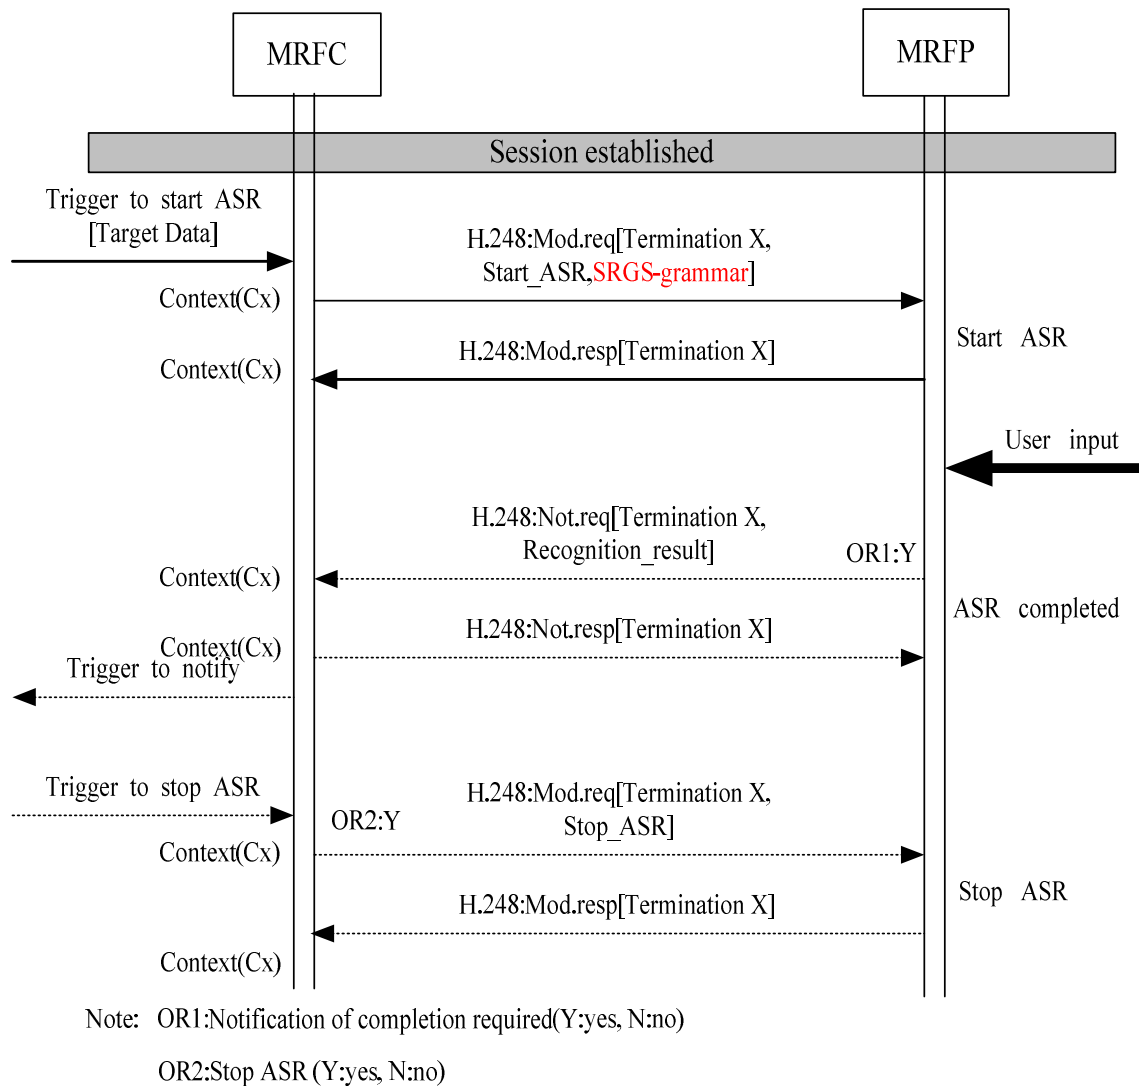 MRFC
MRFP
Session established
Trigger to start ASR
[Target Data]
H.248:Mod.req[Termination X,
Start_ASR,SRGS-grammar]
Context(Cx)
Start ASR
H.248:Mod.resp[Termination X]
Context(Cx)
User input
H.248:Not.req[Termination X,
Recognition_result]
OR1:Y
Context(Cx)
ASR completed
H.248:Not.resp[Termination X]
Context(Cx)
Trigger to notify
Trigger to stop ASR
H.248:Mod.req[Termination X,
Stop_ASR]
OR2:Y
Context(Cx)
Stop ASR
H.248:Mod.resp[Termination X]
Context(Cx)
Note: OR1:Notification of completion required(Y:yes, N:no)
OR2:Stop ASR (Y:yes, N:no)